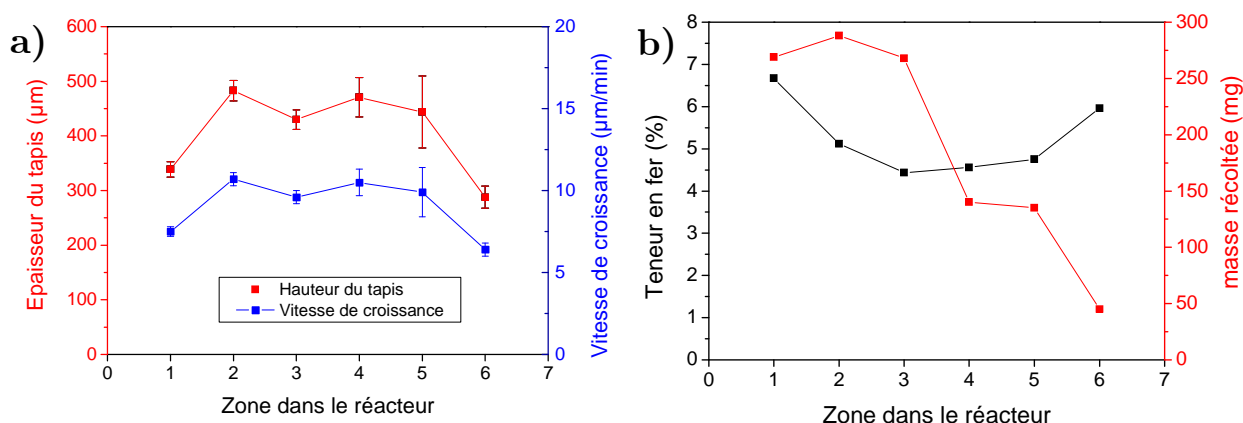 a)
Epaisseur du tapis (µm)
600
500
400
300
200
100
0
Hauteur du tapis
Vitesse de croissance
20
15
10
5
0
Vitesse de croissance (µm/min)
0 1 2 3 4 5 6 7
Zone dans le réacteur
b)
Teneur en fer (%)
8
7
6
5
4
3
2
1
0
300
250
200
150
100
50
0
masse récoltée (mg)
0 1 2 3 4 5 6 7
Zone dans le réacteur